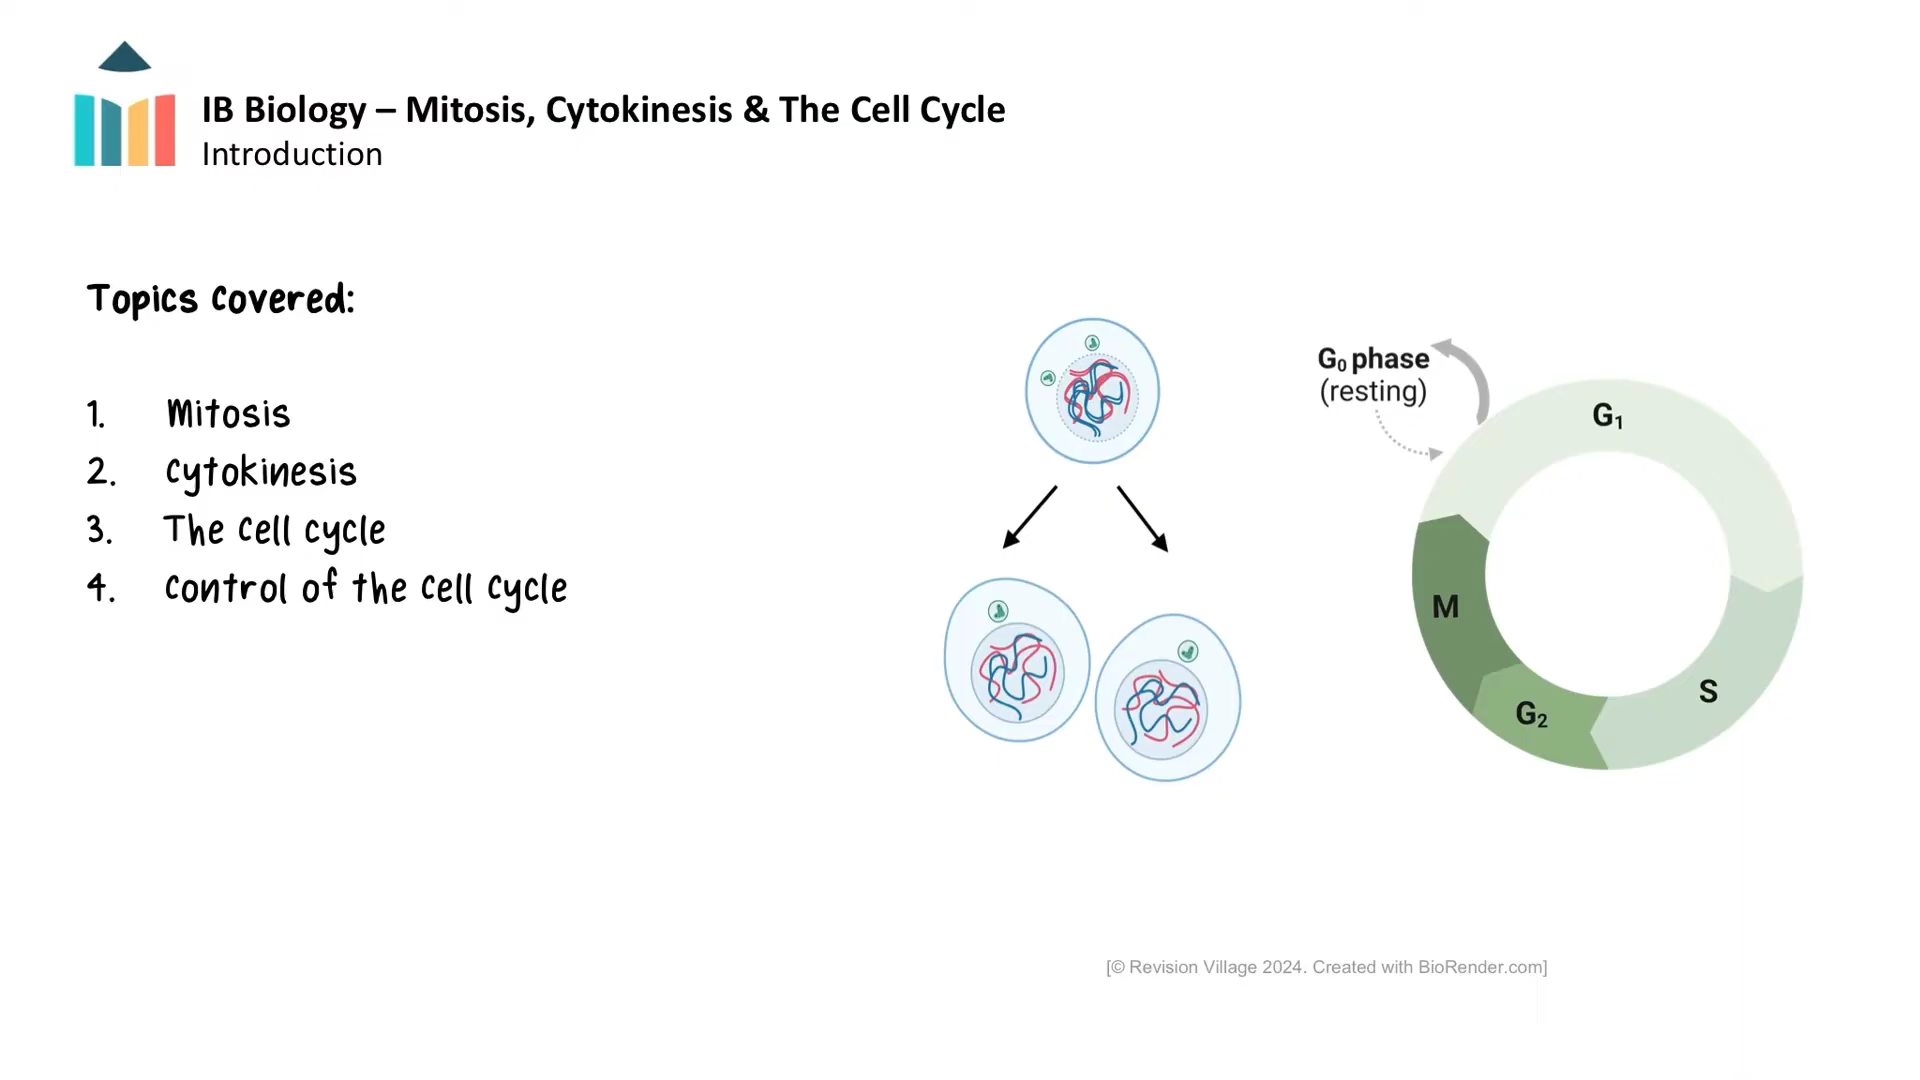 IB Biology – Mitosis, Cytokinesis & The Cell Cycle
Introduction
Topics covered:
1. Mitosis
2. Cytokinesis
3. The cell cycle
4. Control of the cell cycle
G₀ phase
(resting)
G₁
M
S
G₂
[© Revision Village 2024. Created with BioRender.com]